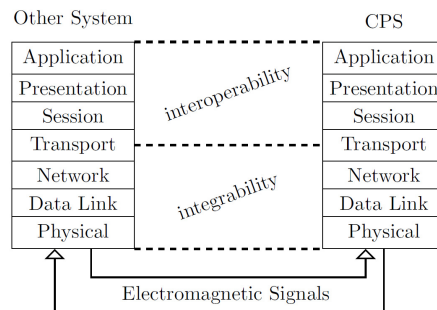 Other System
CPS
Application
Presentation
Session
Transport
Network
Data Link
Physical
interoperability
integrability
Application
Presentation
Session
Transport
Network
Data Link
Physical
Electromagnetic Signals